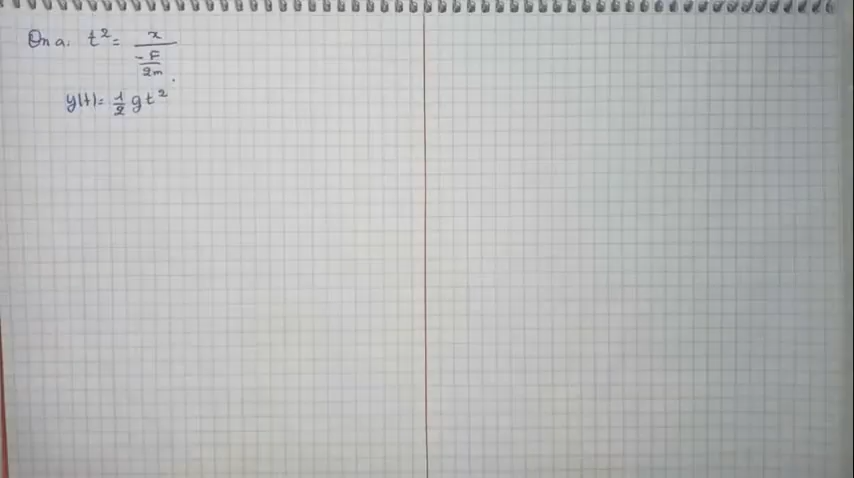 On a: t² = x / (-F / 2m).
y(t) = 1/2 g t²